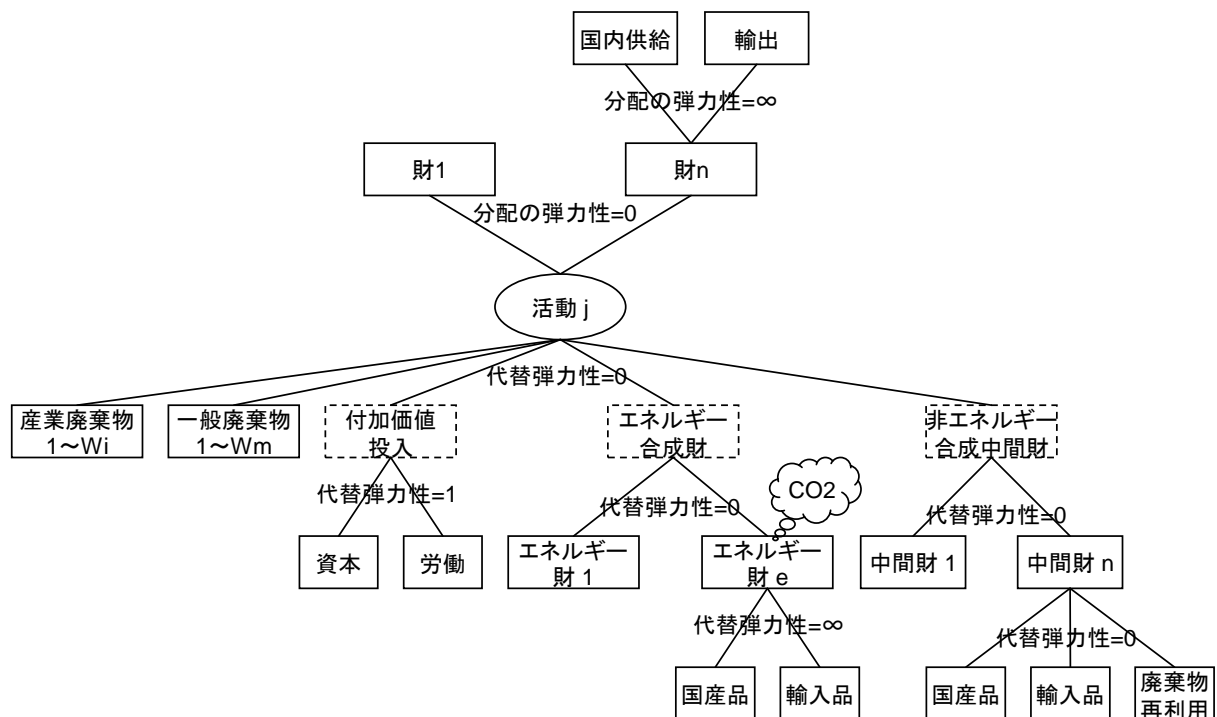 国内供給
輸出
分配の弾力性=∞
財1
財n
分配の弾力性=0
活動 j
代替弾力性=0
産業廃棄物
1～Wi
一般廃棄物
1～Wm
付加価値
投入
エネルギー
合成財
非エネルギー
合成中間財
CO2
代替弾力性=1
代替弾力性=0
代替弾力性=0
資本
労働
エネルギー
財 1
エネルギー
財 e
中間財 1
中間財 n
代替弾力性=∞
代替弾力性=0
国産品
輸入品
国産品
輸入品
廃棄物
再利用